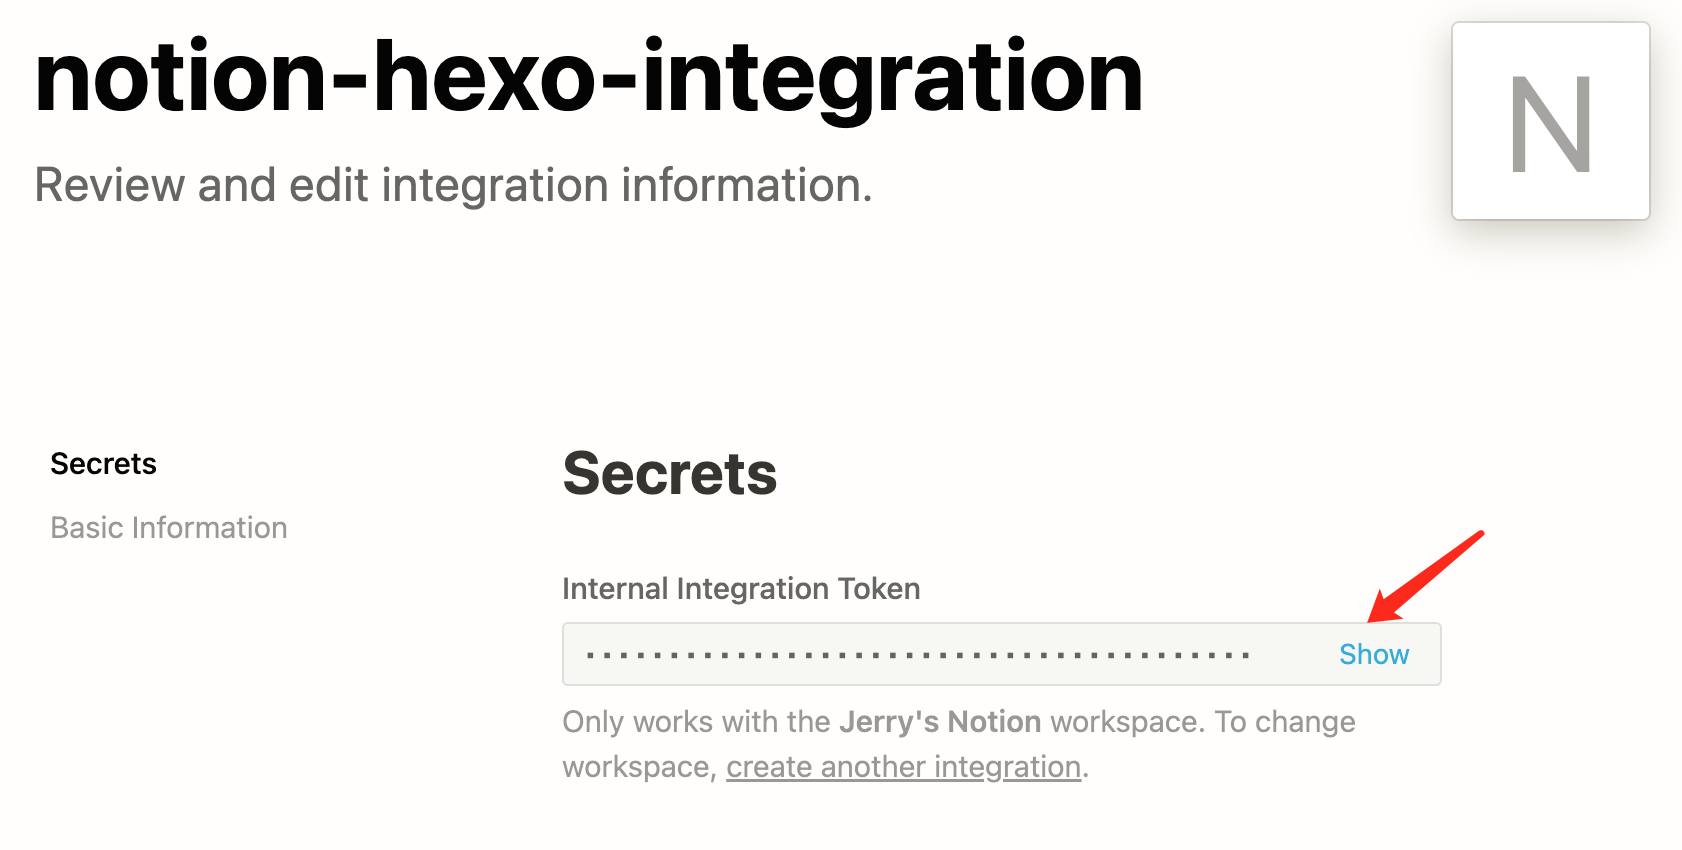 notion-hexo-integration
N
Review and edit integration information.
Secrets
Basic Information
Secrets
Internal Integration Token
Show
Only works with the Jerry's Notion workspace. To change
workspace, create another integration.